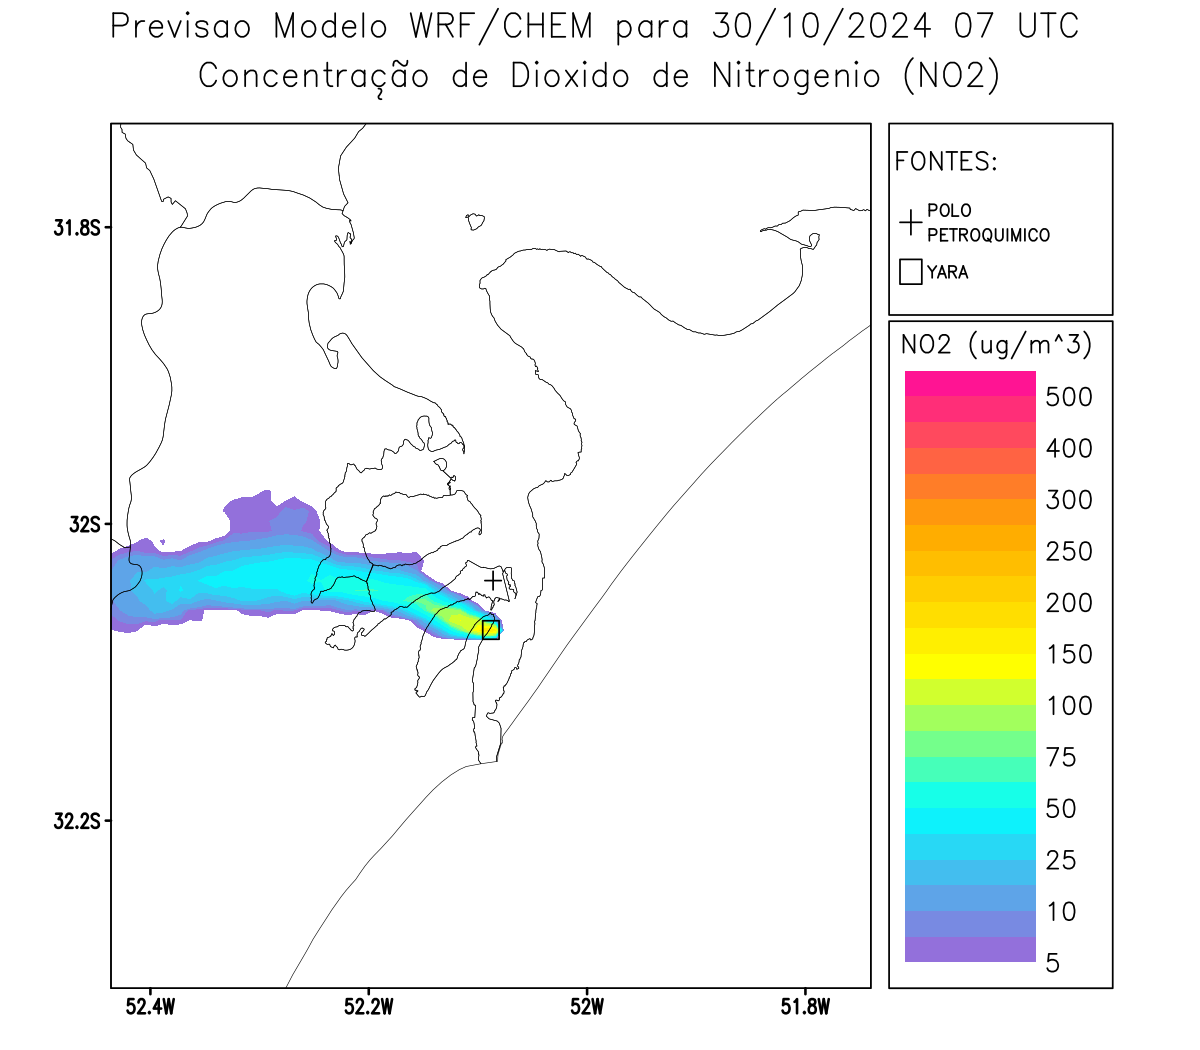 Previsao Modelo WRF/CHEM para 30/10/2024 07 UTC
Concentração de Dioxido de Nitrogenio (NO2)
FONTES:
POLO
PETROQUIMICO
YARA
NO2 (ug/m^3)
500
400
300
250
200
150
100
75
50
25
10
5
31.8S
32S
32.2S
52.4W
52.2W
52W
51.8W